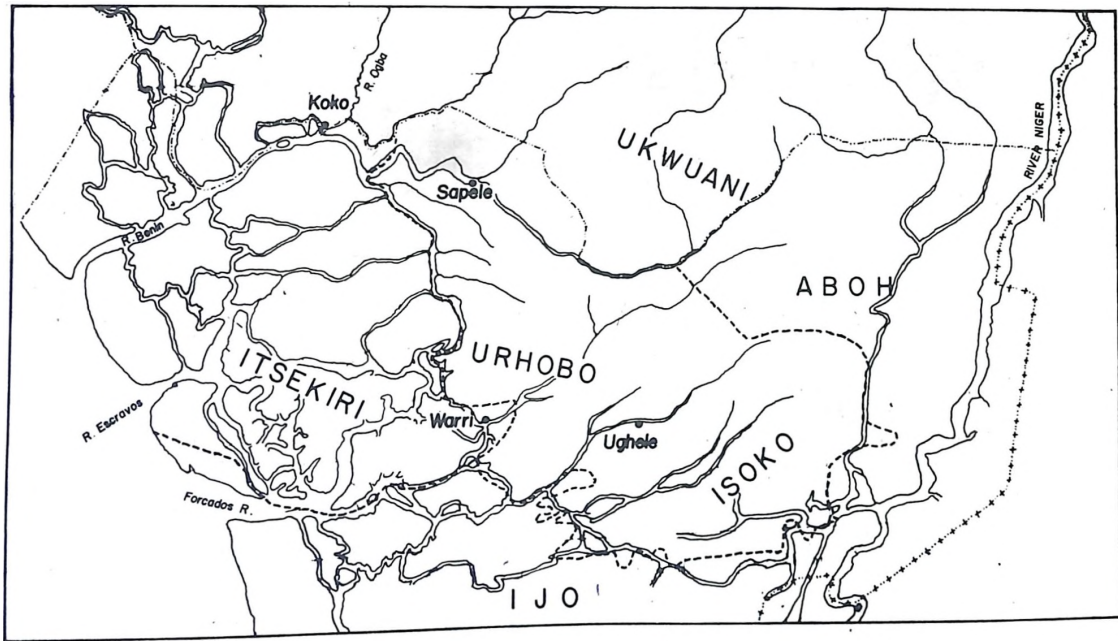 R. Ogba
Koko
RIVER NIGER
UKWUANI
Sapele
R. Benin
ABOH
URHOBO
ITSEKIRI
R. Escravos
Warri
Ughele
ISOKO
Forcados R.
IJO